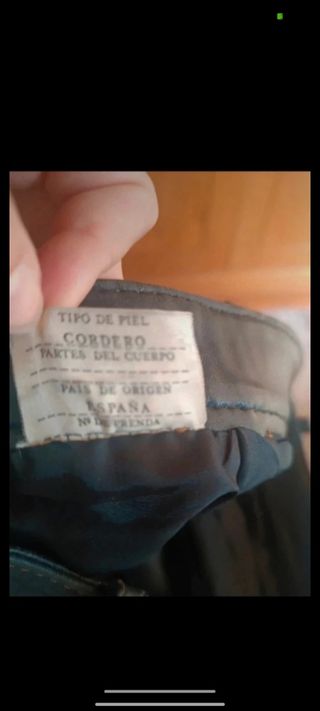 TIPO DE PIEL
CORDERO
PARTES DEL CUERPO
PAIS DE ORIGEN
ESPAÑA
Nº DE PRENDA